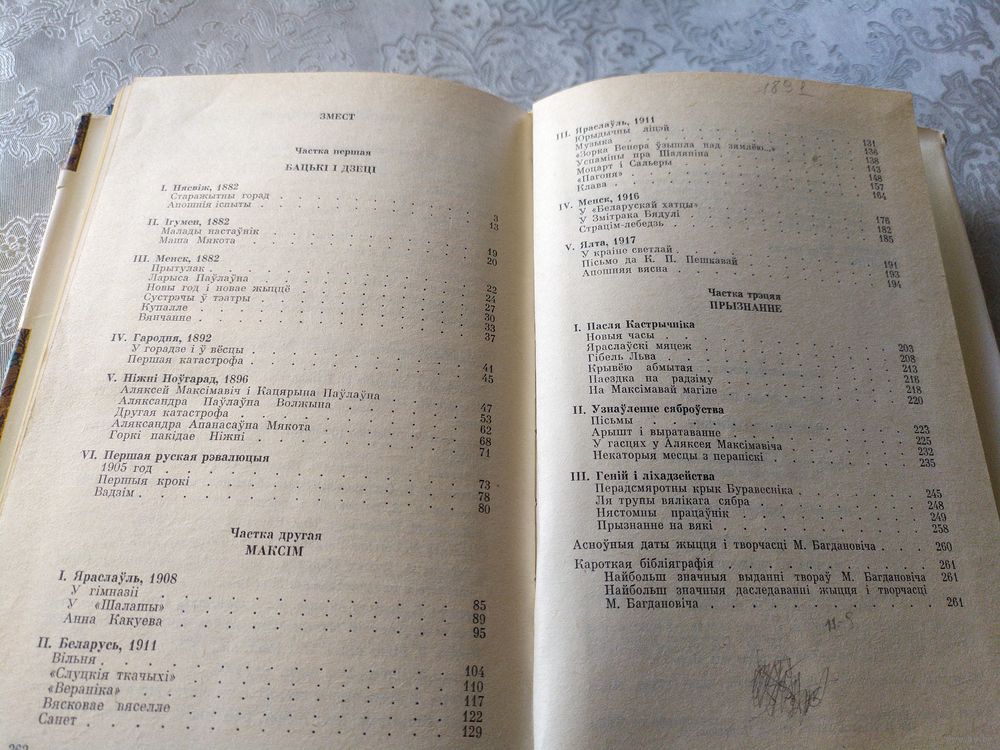 ЗМЕСТ
Частка першая
БАЦЬКІ І ДЗЕЦІ
I. Нясвіж, 1882
Старажытны горад . . . 3
Апошнія іспыты . . . 13
II. Ігумен, 1882
Малады настаўнік . . . 19
Маша Мякота . . . 20
III. Менск, 1882
Прытулак . . . 22
Ларыса Паўлаўна . . . 24
Новы год і новае жыццё . . . 27
Сустрэчы ў тэатры . . . 30
Купалле . . . 33
Вянчанне . . . 37
IV. Гародня, 1892
У горадзе і ў вёсцы . . . 41
Першая катастрофа . . . 45
V. Ніжні Ноўгарад, 1896
Аляксей Максімавіч і Кацярына Паўлаўна . . . 47
Аляксандра Паўлаўна Волжына . . . 53
Другая катастрофа . . . 62
Аляксандра Апанасаўна Мякота . . . 68
Горкі пакідае Ніжні . . . 71
VI. Першая руская рэвалюцыя
1905 год . . . 73
Першыя крокі . . . 78
Вадзім . . . 80
Частка другая
МАКСІМ
I. Яраслаўль, 1908
У гімназіі . . . 85
У «Шалашы» . . . 89
Анна Какуева . . . 95
II. Беларусь, 1911
Вільня . . . 104
«Слуцкія ткачыхі» . . . 110
«Вераніка» . . . 117
Вясковае вяселле . . . 122
Санет . . . 129
262
1891
III. Яраслаўль, 1911
Юрыдычны ліцэй . . . 131
Музыка . . . 136
«Зорка Венера ўзышла над зямлёю...» . . . 138
Успаміны пра Шаляпіна . . . 143
Моцарт і Сальеры . . . 148
«Пагоня» . . . 157
Клава . . . 164
IV. Менск, 1916
У «Беларускай хатцы» . . . 176
У Змітрака Бядулі . . . 182
Страцім-лебедзь . . . 185
V. Ялта, 1917
У краіне светлай . . . 191
Пісьмо да К. П. Пешкавай . . . 193
Апошняя вясна . . . 194
Частка трэцяя
ПРЫЗНАННЕ
I. Пасля Кастрычніка
Новыя часы . . . 203
Яраслаўскі мяцеж . . . 208
Гібель Льва . . . 213
Крывёю абмытая . . . 216
Паездка на радзіму . . . 218
На Максімавай магіле . . . 220
II. Узнаўленне сяброўства
Пісьмы . . . 223
Арышт і выратаванне . . . 225
У гасцях у Аляксея Максімавіча . . . 232
Некаторыя месцы з перапіскі . . . 235
III. Геній і ліхадзейства
Перадсмяротны крык Буравесніка . . . 245
Ля трупы вялікага сябра . . . 248
Нястомны працаўнік . . . 249
Прызнанне на вякі . . . 258
Асноўныя даты жыцця і творчасці М. Багдановіча . . . 260
Кароткая бібліяграфія . . . 261
Найбольш значныя выданні твораў М. Багдановіча 261
Найбольш значныя даследаванні жыцця і творчасці
М. Багдановіча . . . 261